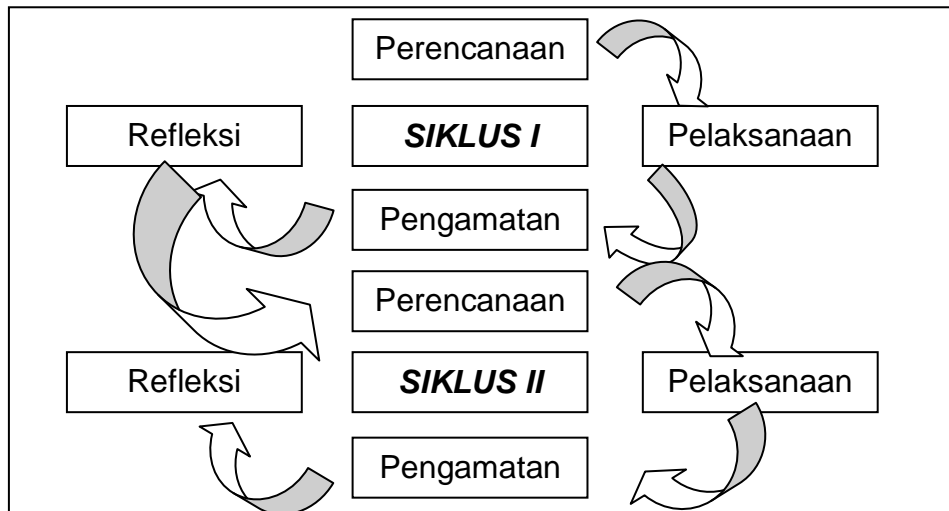 Perencanaan
Refleksi
SIKLUS I
Pelaksanaan
Pengamatan
Perencanaan
Refleksi
SIKLUS II
Pelaksanaan
Pengamatan